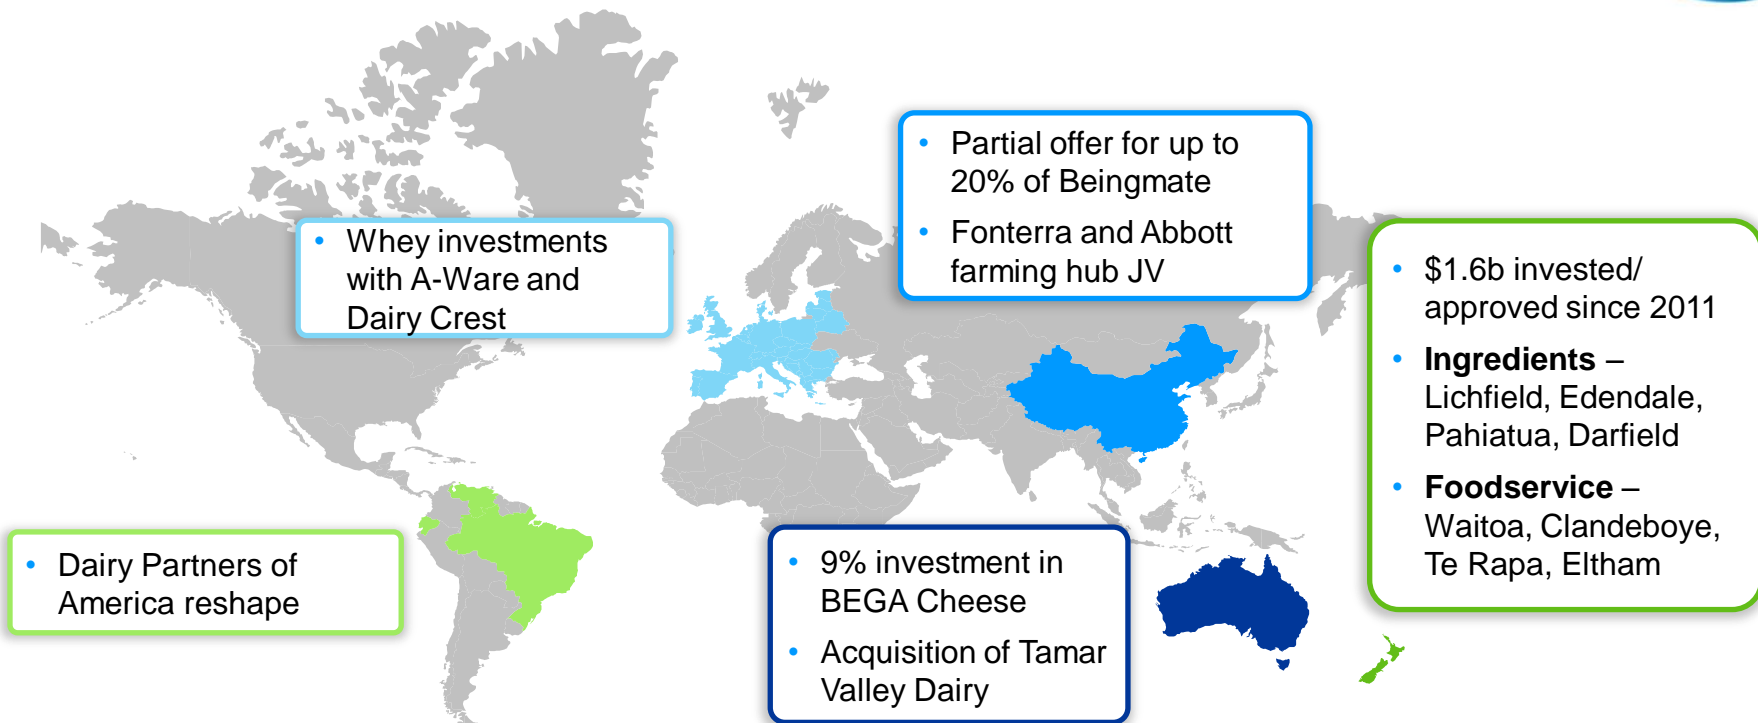 • Partial offer for up to
20% of Beingmate
• Fonterra and Abbott
farming hub JV
• Whey investments
with A-Ware and
Dairy Crest
• $1.6b invested/
approved since 2011
• Ingredients –
Lichfield, Edendale,
Pahiatua, Darfield
• Foodservice –
Waitoa, Clandeboye,
Te Rapa, Eltham
• Dairy Partners of
America reshape
• 9% investment in
BEGA Cheese
• Acquisition of Tamar
Valley Dairy